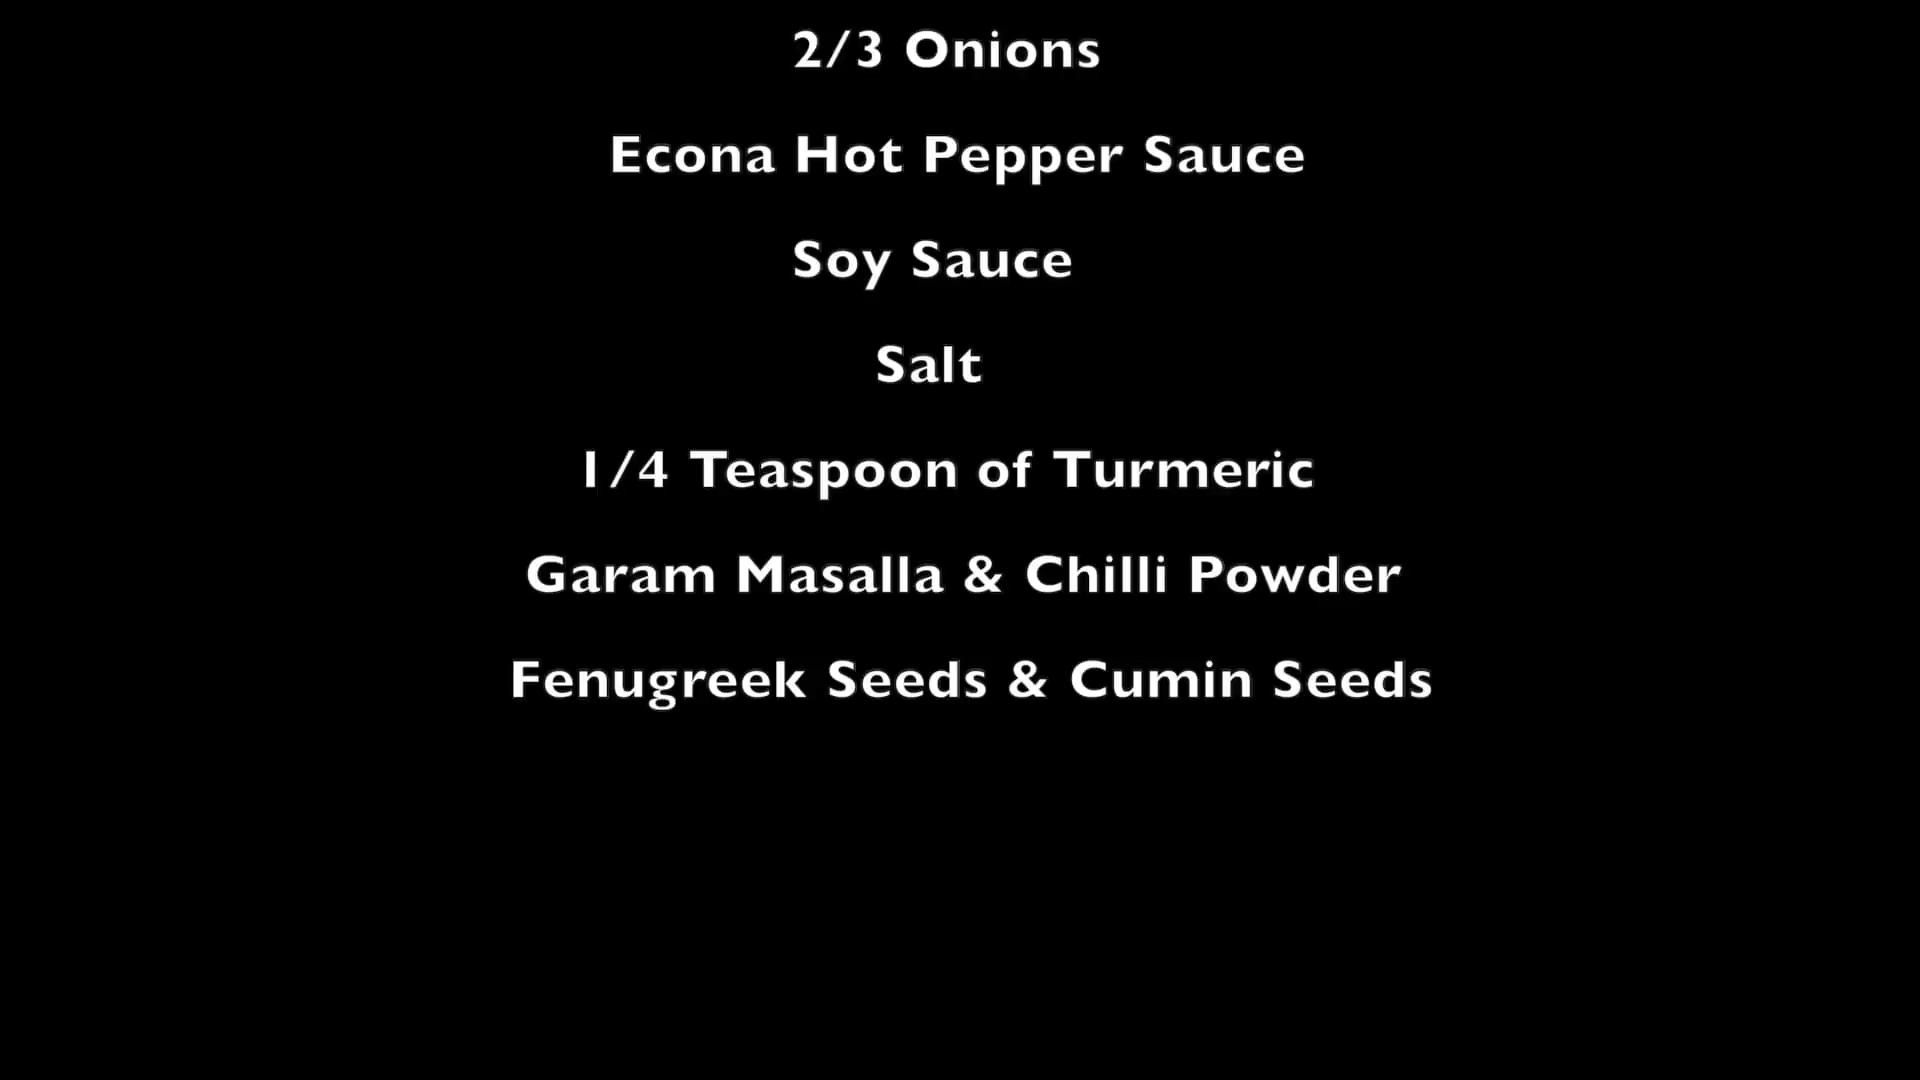 2/3 Onions
Econa Hot Pepper Sauce
Soy Sauce
Salt
1/4 Teaspoon of Turmeric
Garam Masalla & Chilli Powder
Fenugreek Seeds & Cumin Seeds